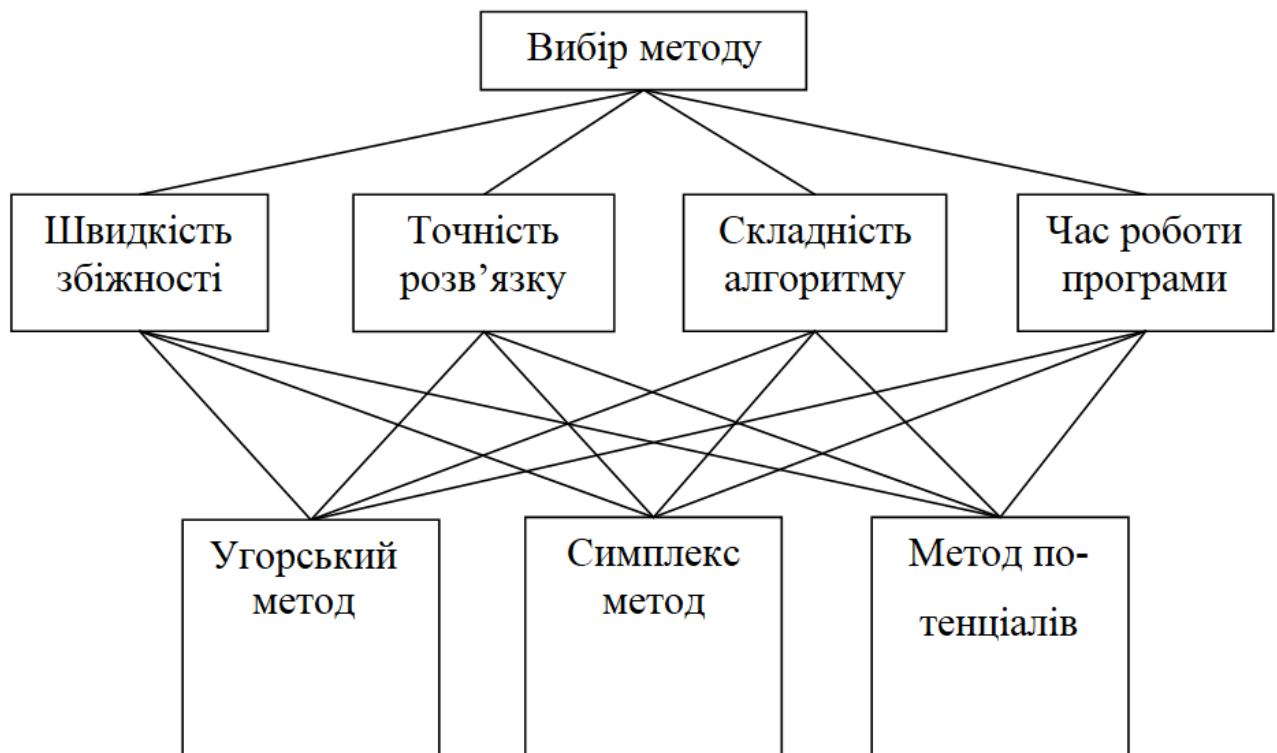 Вибір методу
Швидкість
збіжності
Точність
розв’язку
Складність
алгоритму
Час роботи
програми
Угорський
метод
Симплекс
метод
Метод по-
тенціалів